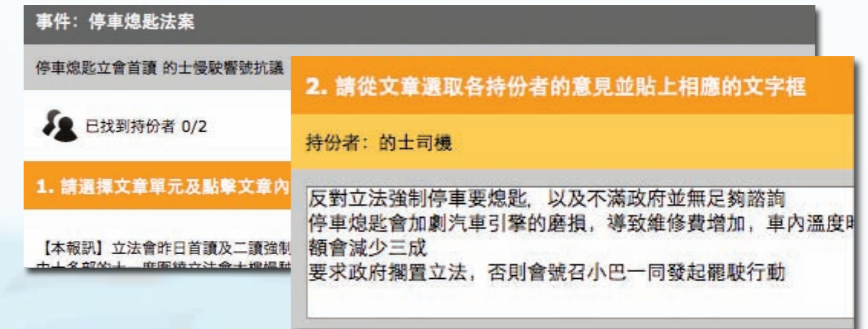 事件：停車熄匙法案
停車熄匙立會首讀 的士慢駛響號抗議
已找到持份者 0/2
1. 請選擇文章單元及點擊文章內
【本報訊】立法會昨日首讀及二讀強制
2. 請從文章選取各持份者的意見並貼上相應的文字框
持份者：的士司機
反對立法強制停車要熄匙，以及不滿政府並無足夠諮詢
停車熄匙會加劇汽車引擎的磨損，導致維修費增加，車內溫度
額會減少三成
要求政府擱置立法，否則會號召小巴一同發起罷駛行動